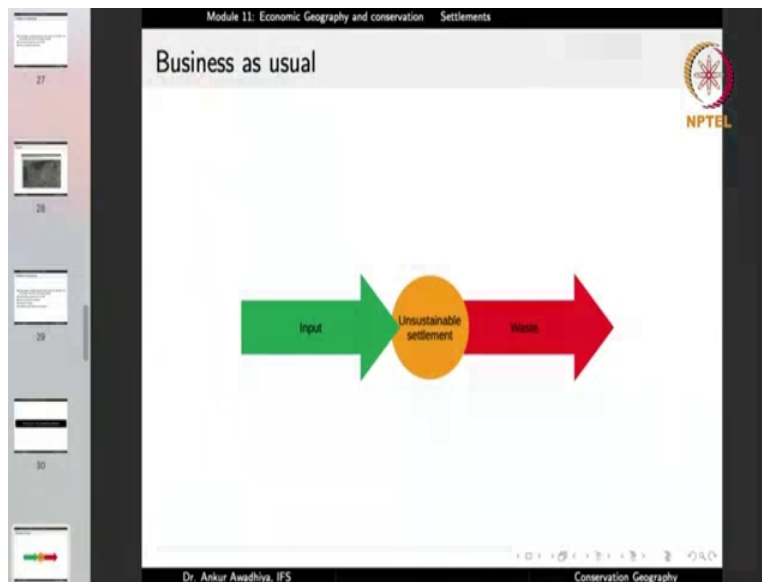 Module 11: Economic Geography and conservation Settlements
Business as usual
NPTEL
Input
Unsustainable
settlement
Waste
27
28
29
30
Dr. Ankur Awadhiya, IFS Conservation Geography